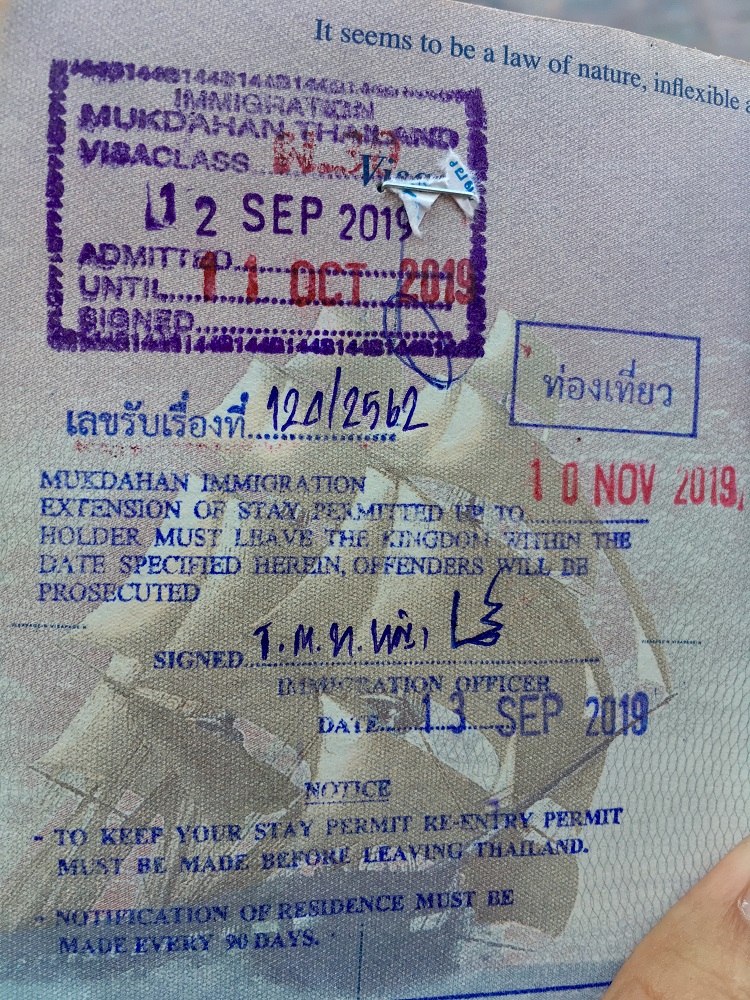 It seems to be a law of nature, inflexible
IMMIGRATION
MUKDAHAN THAILAND
VISACLASS
Visas
12 SEP 2019
ADMITTED
UNTIL 11 OCT 2019
SIGNED
ท่องเที่ยว
เลขรับเรื่องที่ 120/2562
MUKDAHAN IMMIGRATION
EXTENSION OF STAY PERMITTED UP TO 10 NOV 2019
HOLDER MUST LEAVE THE KINGDOM WITHIN THE
DATE SPECIFIED HEREIN, OFFENDERS WILL BE
PROSECUTED
SIGNED
IMMIGRATION OFFICER
DATE 13 SEP 2019
NOTICE
- TO KEEP YOUR STAY PERMIT RE-ENTRY PERMIT
MUST BE MADE BEFORE LEAVING THAILAND.
- NOTIFICATION OF RESIDENCE MUST BE
MADE EVERY 90 DAYS.